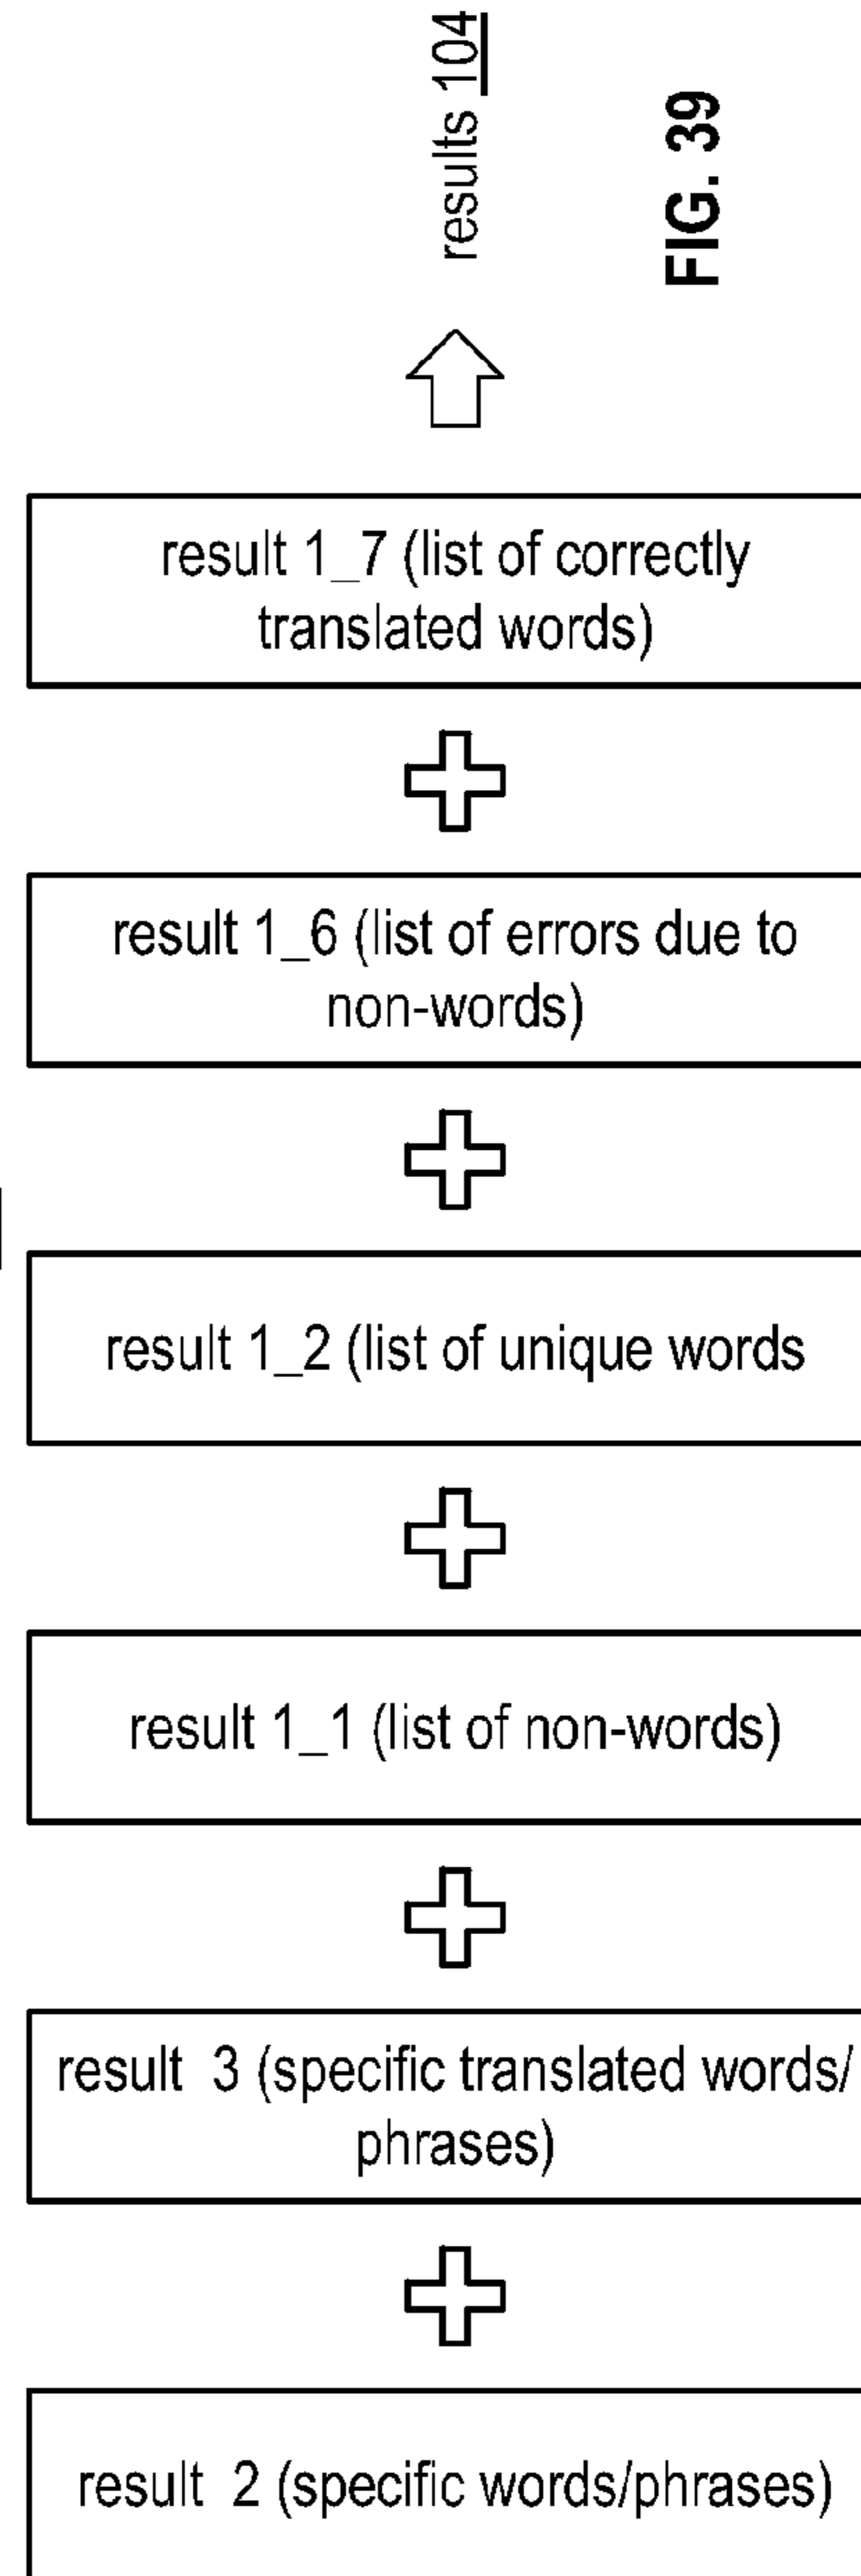 results 104
FIG. 39
result 1_7 (list of correctly
translated words)
result 1_6 (list of errors due to
non-words)
result 1_2 (list of unique words
result 1_1 (list of non-words)
result 3 (specific translated words/
phrases)
result 2 (specific words/phrases)